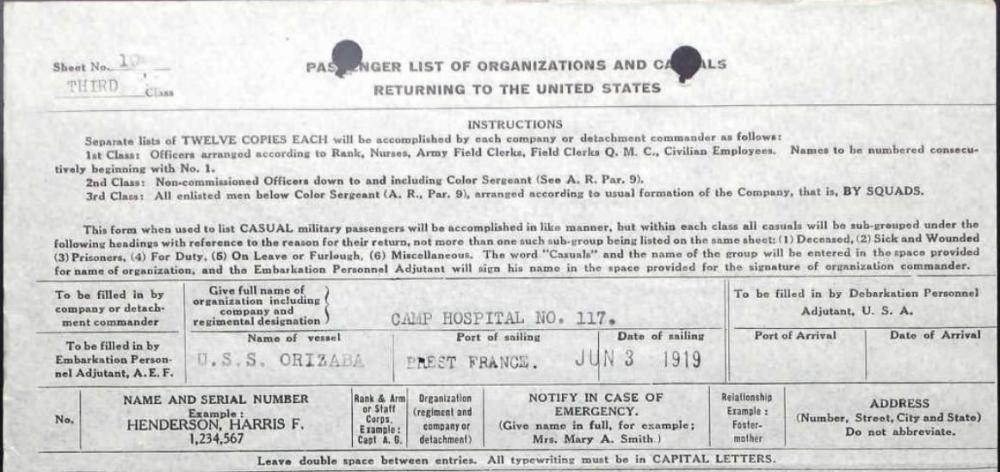 Sheet No. 10
THIRD Class
PASSENGER LIST OF ORGANIZATIONS AND CASUALS
RETURNING TO THE UNITED STATES
INSTRUCTIONS
Separate lists of TWELVE COPIES EACH will be accomplished by each company or detachment commander as follows:
1st Class: Officers arranged according to Rank, Nurses, Army Field Clerks, Field Clerks Q. M. C., Civilian Employees. Names to be numbered consecu-
tively beginning with No. 1.
2nd Class: Non-commissioned Officers down to and including Color Sergeant (See A. R. Par. 9).
3rd Class: All enlisted men below Color Sergeant (A. R., Par. 9), arranged according to usual formation of the Company, that is, BY SQUADS.
This form when used to list CASUAL military passengers will be accomplished in like manner, but within each class all casuals will be sub-grouped under the
following headings with reference to the reason for their return, not more than one such sub-group being listed on the same sheet: (1) Deceased, (2) Sick and Wounded
(3) Prisoners, (4) For Duty, (5) On Leave or Furlough, (6) Miscellaneous. The word "Casuals" and the name of the group will be entered in the space provided
for name of organization, and the Embarkation Personnel Adjutant will sign his name in the space provided for the signature of organization commander.
To be filled in by
company or detach-
ment commander
Give full name of
organization including
company and
regimental designation
CAMP HOSPITAL NO. 117.
To be filled in by Debarkation Personnel
Adjutant, U. S. A.
To be filled in by
Embarkation Person-
nel Adjutant, A. E. F.
Name of vessel
U.S.S. ORIZABA
Port of sailing
BREST FRANCE.
Date of sailing
JUN 3 1919
Port of Arrival
Date of Arrival
No.
NAME AND SERIAL NUMBER
Example:
HENDERSON, HARRIS F.
1,234,567
Rank & Arm
or Staff
Corps.
Example:
Capt A. G.
Organization
(regiment and
company or
detachment)
NOTIFY IN CASE OF
EMERGENCY.
(Give name in full, for example;
Mrs. Mary A. Smith.)
Relationship
Example:
Foster-
mother
ADDRESS
(Number, Street, City and State)
Do not abbreviate.
Leave double space between entries. All typewriting must be in CAPITAL LETTERS.